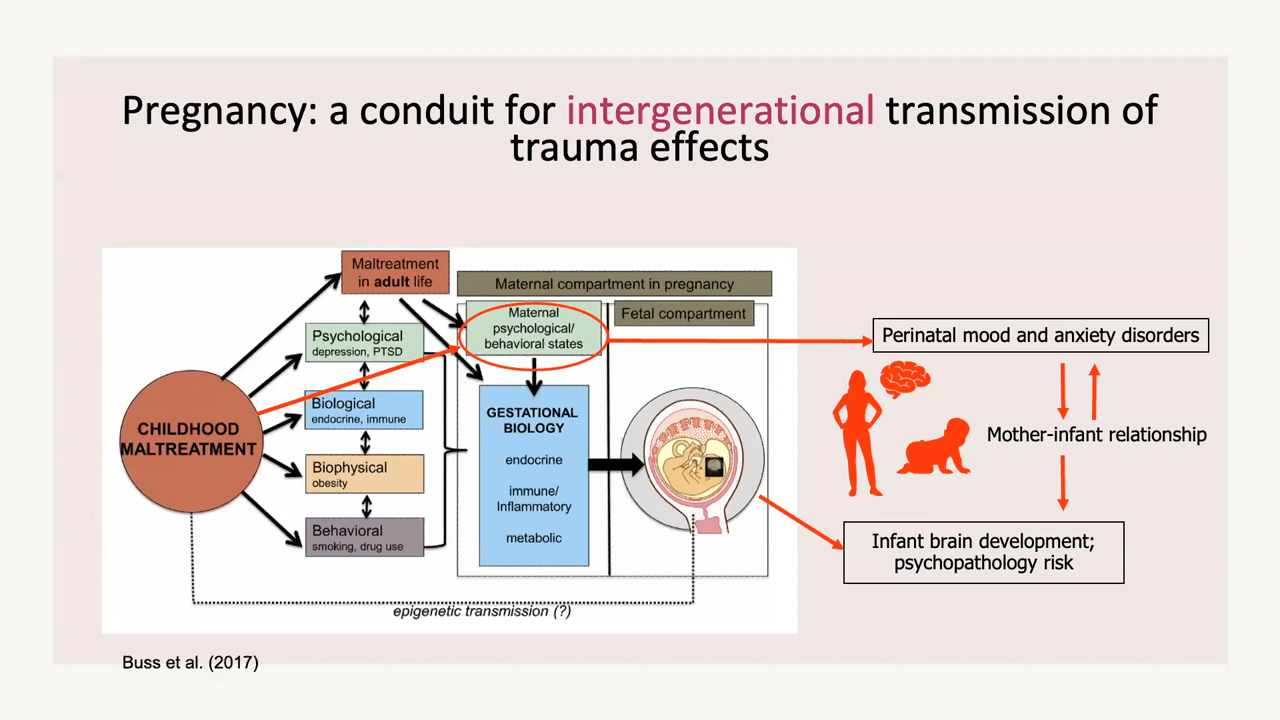 Pregnancy: a conduit for intergenerational transmission of
trauma effects
Maltreatment
in adult life
Maternal compartment in pregnancy
Maternal
psychological/
behavioral states
Fetal compartment
Psychological
depression, PTSD
Biological
endocrine, immune
Biophysical
obesity
Behavioral
smoking, drug use
CHILDHOOD
MALTREATMENT
GESTATIONAL
BIOLOGY
endocrine
immune/
Inflammatory
metabolic
epigenetic transmission (?)
Perinatal mood and anxiety disorders
Mother-infant relationship
Infant brain development;
psychopathology risk
Buss et al. (2017)